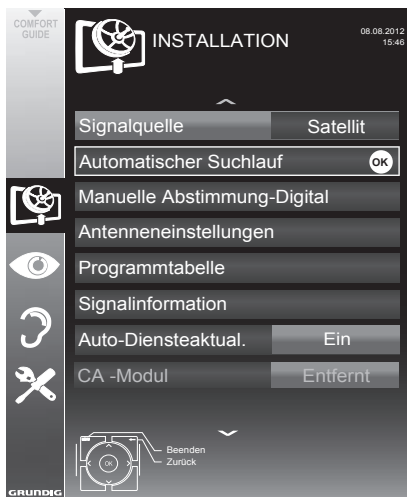 COMFORT
GUIDE
INSTALLATION
08.08.2012
15:46
Signalquelle Satellit
Automatischer Suchlauf OK
Manuelle Abstimmung-Digital
Antenneneinstellungen
Programmtabelle
Signalinformation
Auto-Diensteaktual. Ein
CA -Modul Entfernt
OK
Beenden
Zurück
GRUNDIG